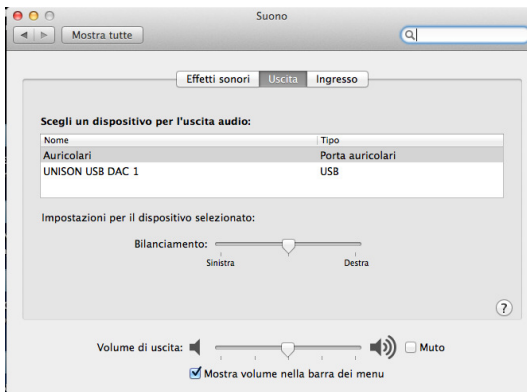 Suono
Mostra tutte
Effetti sonori Uscita Ingresso
Scegli un dispositivo per l'uscita audio:
Nome Tipo
Auricolari Porta auricolari
UNISON USB DAC 1 USB
Impostazioni per il dispositivo selezionato:
Bilanciamento:
Sinistra Destra
?
Volume di uscita: Muto
Mostra volume nella barra dei menu